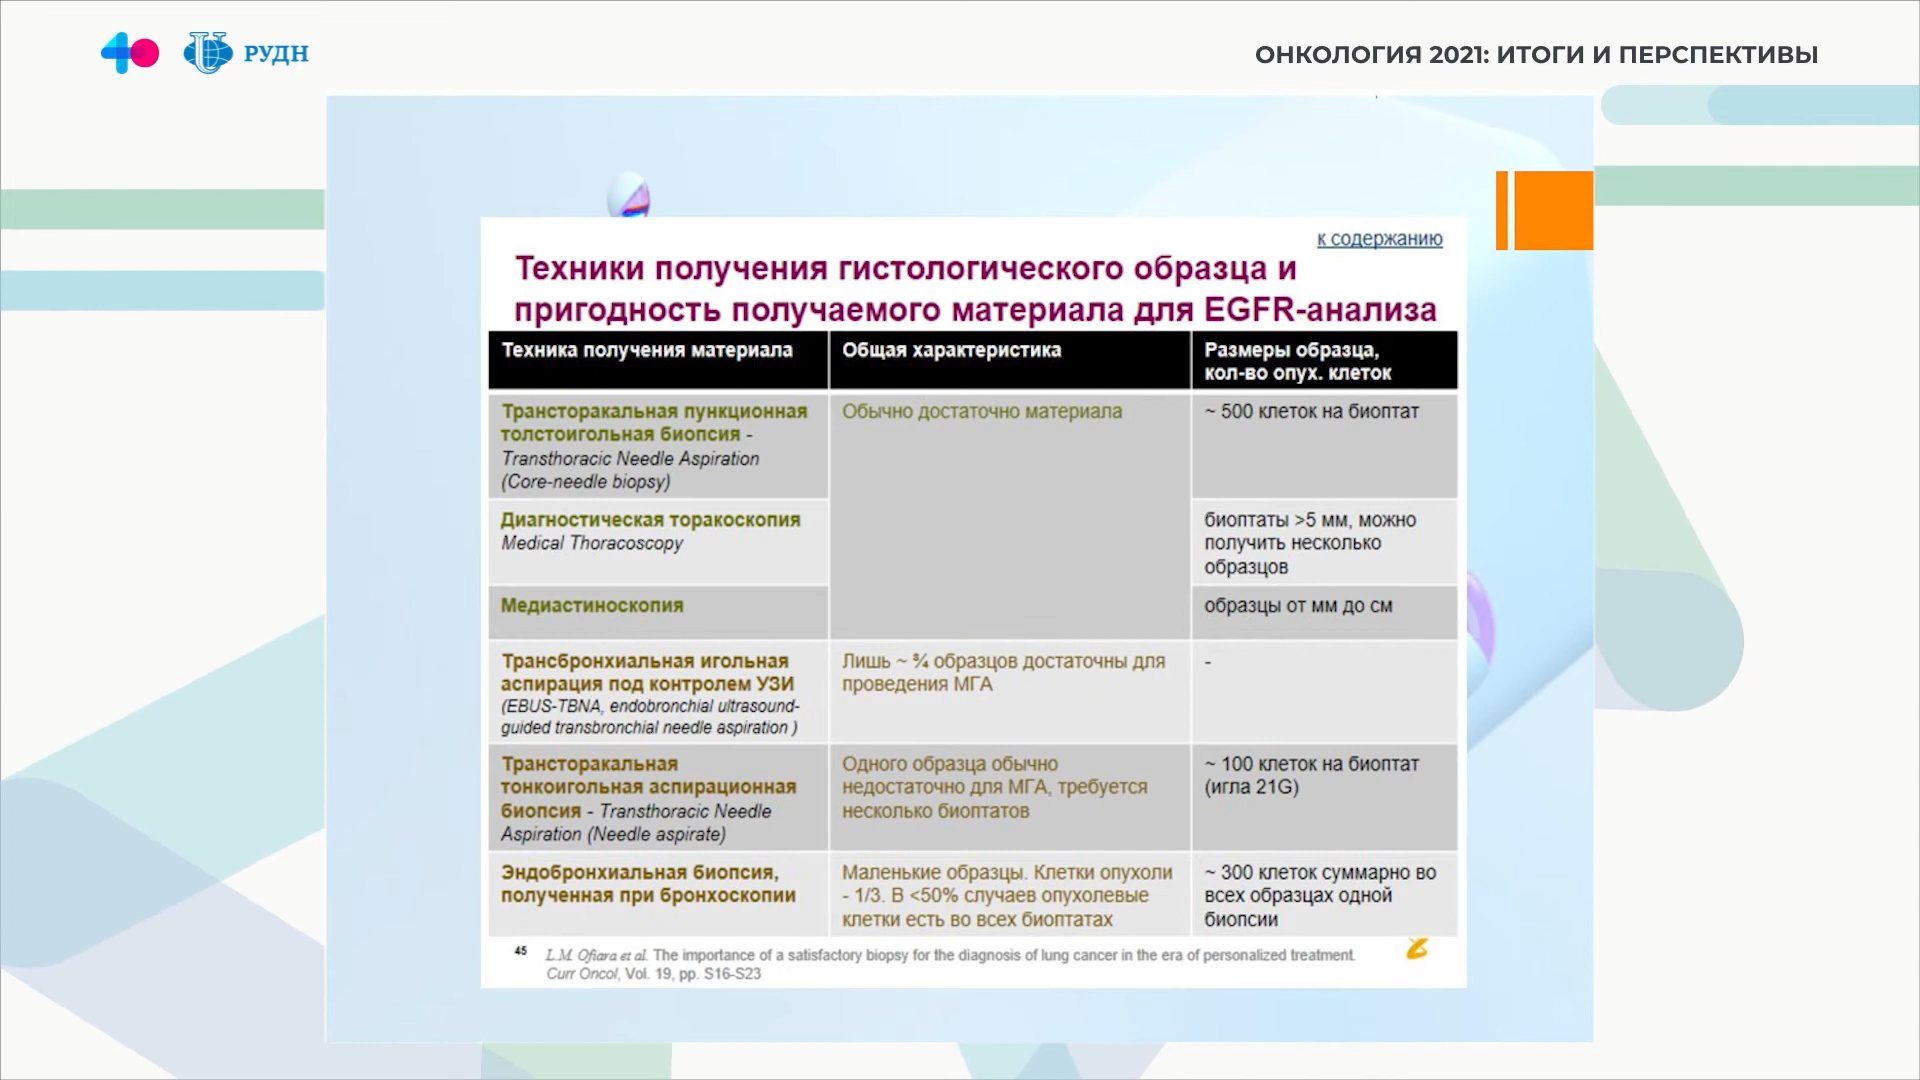 РУДН
ОНКОЛОГИЯ 2021: ИТОГИ И ПЕРСПЕКТИВЫ
к содержанию
Техники получения гистологического образца и
пригодность получаемого материала для EGFR-анализа
Техника получения материала
Общая характеристика
Размеры образца,
кол-во опух. клеток
Трансторакальная пункционная
толстоигольная биопсия -
Transthoracic Needle Aspiration
(Core-needle biopsy)
Обычно достаточно материала
~ 500 клеток на биоптат
Диагностическая торакоскопия
Medical Thoracoscopy
биоптаты >5 мм, можно
получить несколько
образцов
Медиастиноскопия
образцы от мм до см
Трансбронхиальная игольная
аспирация под контролем УЗИ
(EBUS-TBNA, endobronchial ultrasound-
guided transbronchial needle aspiration )
Лишь ~ ¾ образцов достаточны для
проведения МГА
-
Трансторакальная
тонкоигольная аспирационная
биопсия - Transthoracic Needle
Aspiration (Needle aspirate)
Одного образца обычно
недостаточно для МГА, требуется
несколько биоптатов
~ 100 клеток на биоптат
(игла 21G)
Эндобронхиальная биопсия,
полученная при бронхоскопии
Маленькие образцы. Клетки опухоли
- 1/3. В <50% случаев опухолевые
клетки есть во всех биоптатах
~ 300 клеток суммарно во
всех образцах одной
биопсии
45
L.M. Ofiara et al. The importance of a satisfactory biopsy for the diagnosis of lung cancer in the era of personalized treatment.
Curr Oncol, Vol. 19, pp. S16-S23